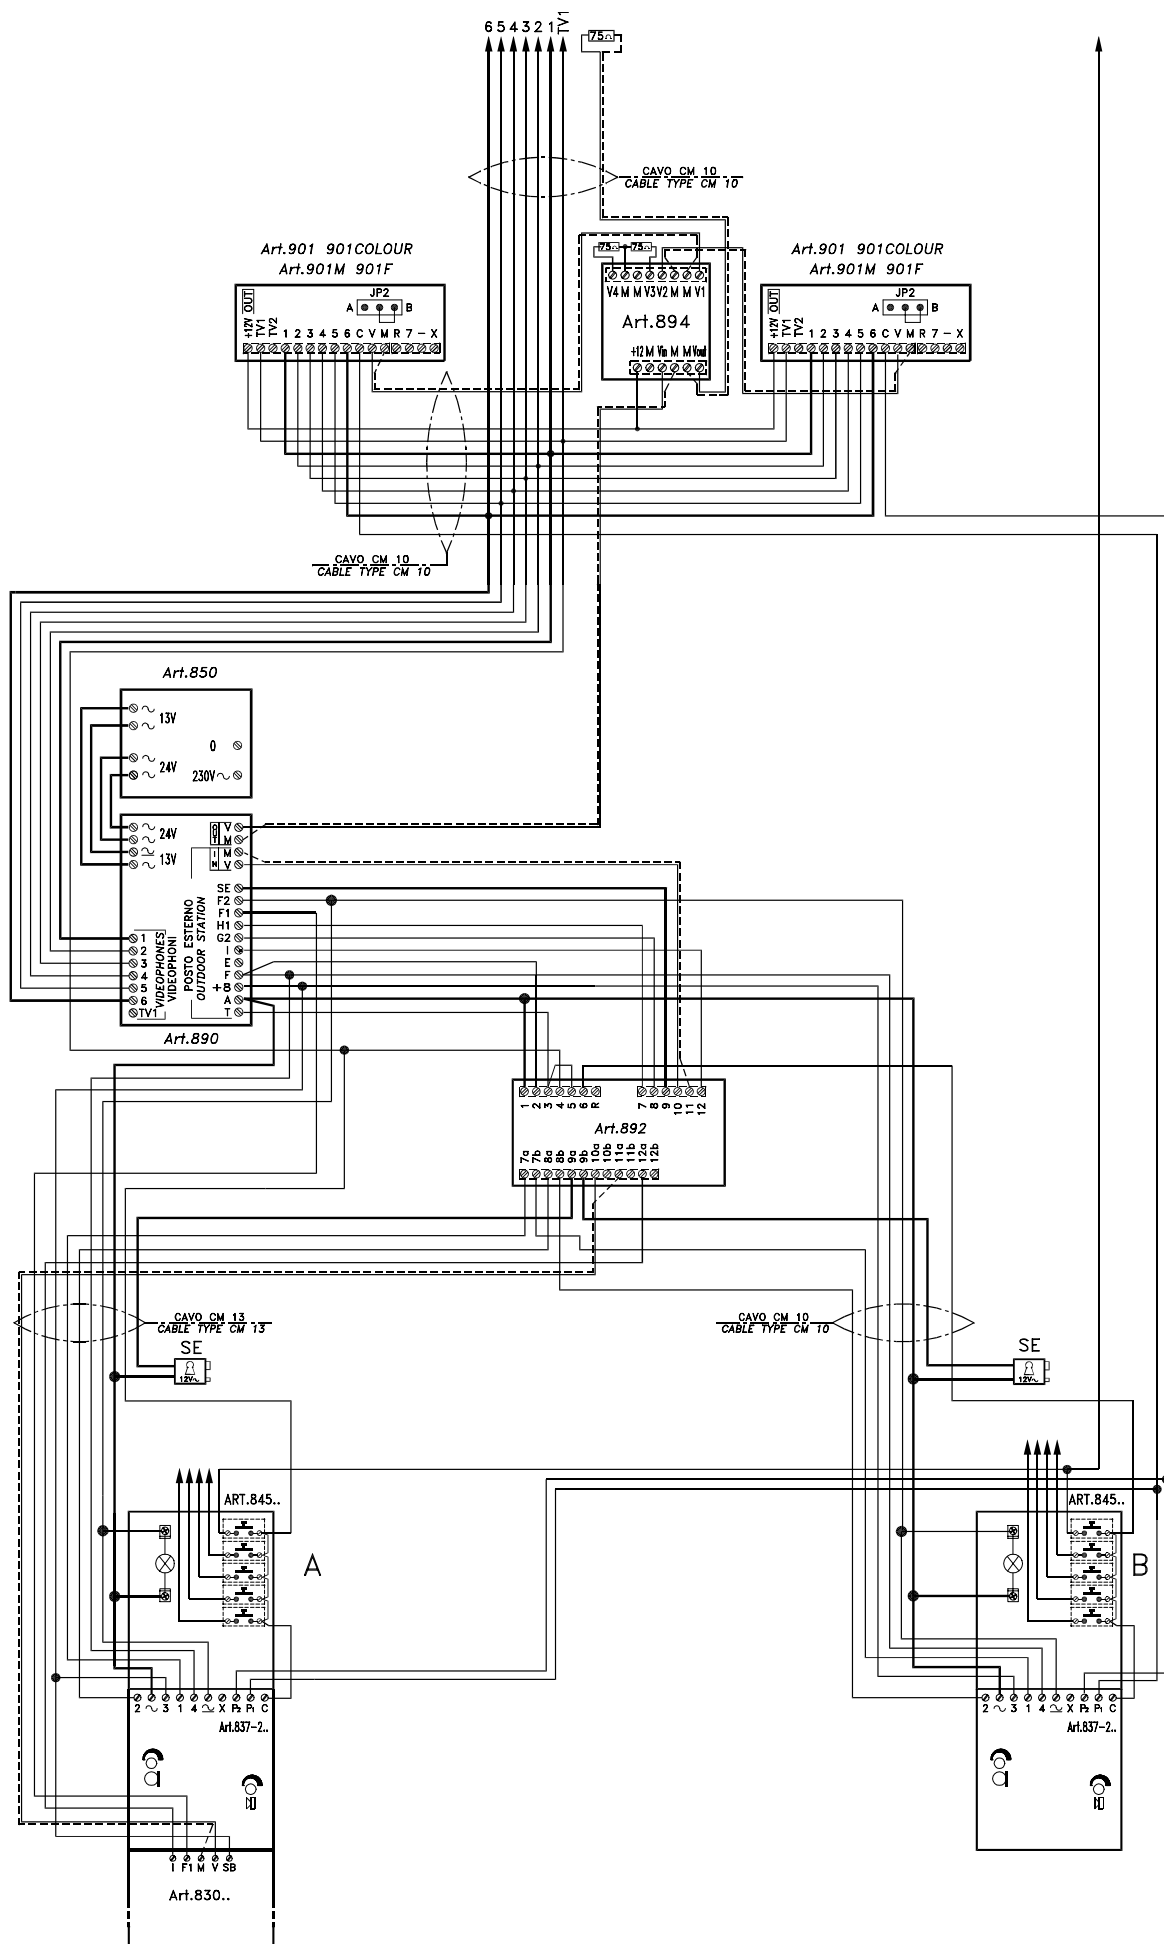 6 5 4 3 2 1 TV1
75Ω
CAVO CM 10
CABLE TYPE CM 10
Art.901 901COLOUR
Art.901M 901F
+12V OUT TV1 TV2 1 2 3 4 5 6 C V M R 7 - X
JP2
A B
75Ω 75Ω
V4 M M V3 V2 M M V1
Art.894
+12 M Vin M M Vout
Art.901 901COLOUR
Art.901M 901F
+12V OUT TV1 TV2 1 2 3 4 5 6 C V M R 7 - X
JP2
A B
CAVO CM 10
CABLE TYPE CM 10
Art.850
13V
0
24V
230V~
24V
13V
OUT V M
IN M V
SE
F2
F1
H1
G2
I
E
F
+8
A
T
POSTO ESTERNO
OUTDOOR STATION
VIDEOPHONES
VIDEOPHONI
1
2
3
4
5
6
TV1
Art.890
1 2 3 4 5 6 R 7 8 9 10 11 12
Art.892
7a 7b 8a 8b 9a 9b 10a 10b 11a 11b 12a 12b
CAVO CM 13
CABLE TYPE CM 13
CAVO CM 10
CABLE TYPE CM 10
SE
12V~
SE
12V~
ART.845..
A
2 ~ 3 1 4 ~ X P2 P1 C
Art.837-2..
I F1 M V SB
Art.830..
ART.845..
B
2 ~ 3 1 4 ~ X P2 P1 C
Art.837-2..